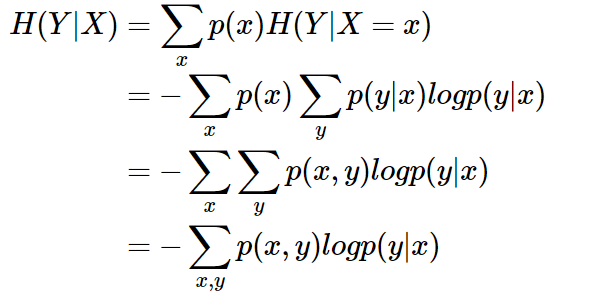 H(Y|X) = ∑_x p(x)H(Y|X = x)
= − ∑_x p(x) ∑_y p(y|x)logp(y|x)
= − ∑_x ∑_y p(x, y)logp(y|x)
= − ∑_{x,y} p(x, y)logp(y|x)